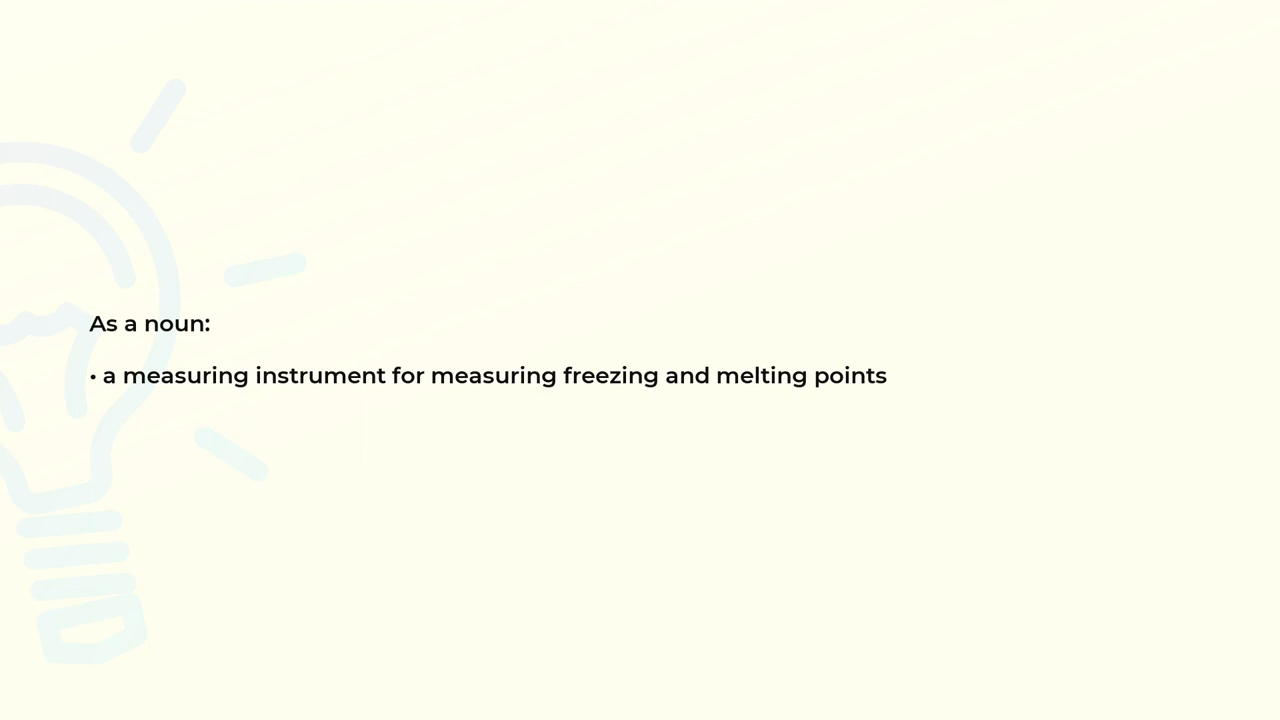 As a noun:
• a measuring instrument for measuring freezing and melting points